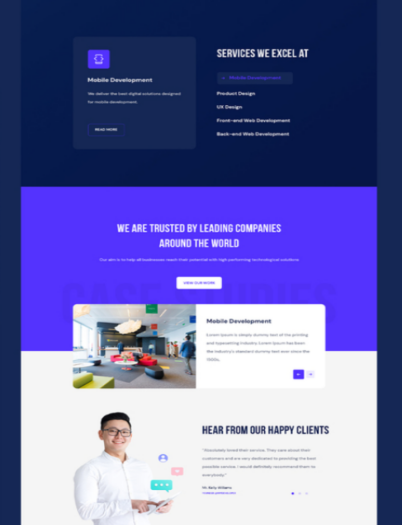 SERVICES WE EXCEL AT
Mobile Development
Mobile Development
We deliver the best digital solutions designed
for mobile development.
READ MORE
Product Design
UX Design
Front-end Web Development
Back-end Web Development
WE ARE TRUSTED BY LEADING COMPANIES
AROUND THE WORLD
Our aim is to help all businesses reach their potential with high performing technological solutions
VIEW OUR WORK
CASE STUDIES
Mobile Development
Lorem Ipsum is simply dummy text of the printing
and typesetting industry. Lorem Ipsum has been
the industry's standard dummy text ever since the
1500s,
HEAR FROM OUR HAPPY CLIENTS
"Absolutely loved their service. They care about their
customers and are very dedicated to providing the best
possible service. I would definitely recommend them to
everybody."